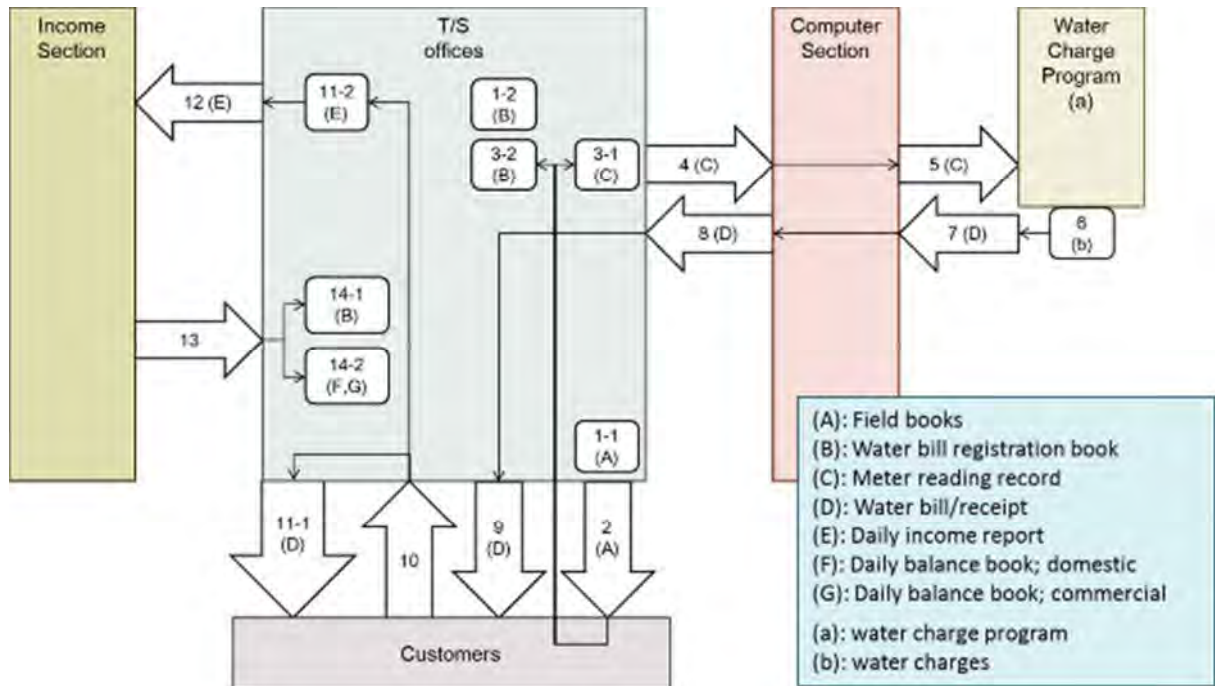 Income
Section
T/S
offices
Computer
Section
Water
Charge
Program
(a)
12 (E)
11-2
(E)
1-2
(B)
3-2
(B)
3-1
(C)
4 (C)
5 (C)
8 (D)
7 (D)
6
(b)
14-1
(B)
13
14-2
(F,G)
1-1
(A)
11-1
(D)
10
9
(D)
2
(A)
Customers
(A): Field books
(B): Water bill registration book
(C): Meter reading record
(D): Water bill/receipt
(E): Daily income report
(F): Daily balance book; domestic
(G): Daily balance book; commercial
(a): water charge program
(b): water charges